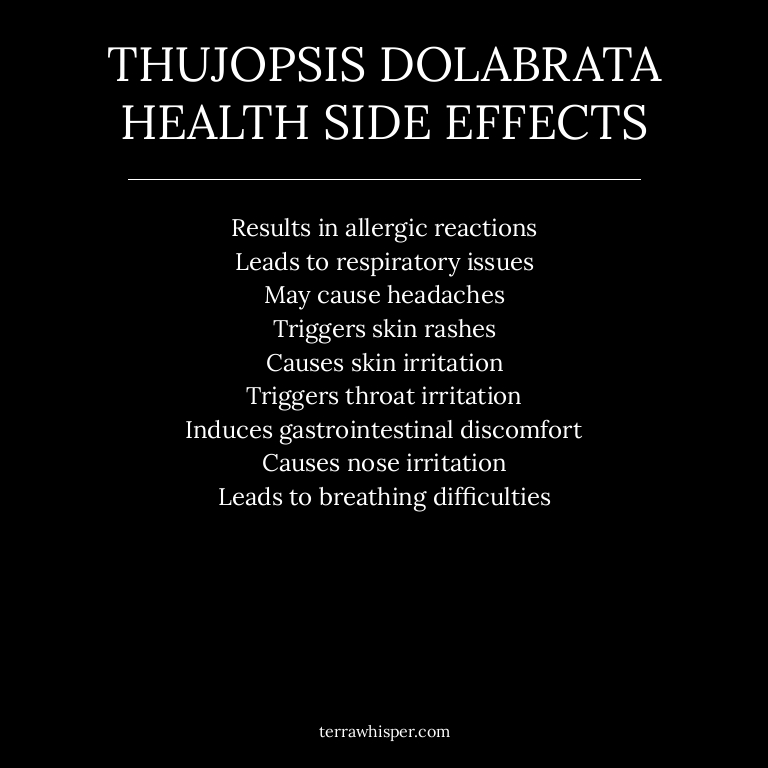 THUJOPSIS DOLABRATA
HEALTH SIDE EFFECTS
Results in allergic reactions
Leads to respiratory issues
May cause headaches
Triggers skin rashes
Causes skin irritation
Triggers throat irritation
Induces gastrointestinal discomfort
Causes nose irritation
Leads to breathing difficulties
terrawhisper.com